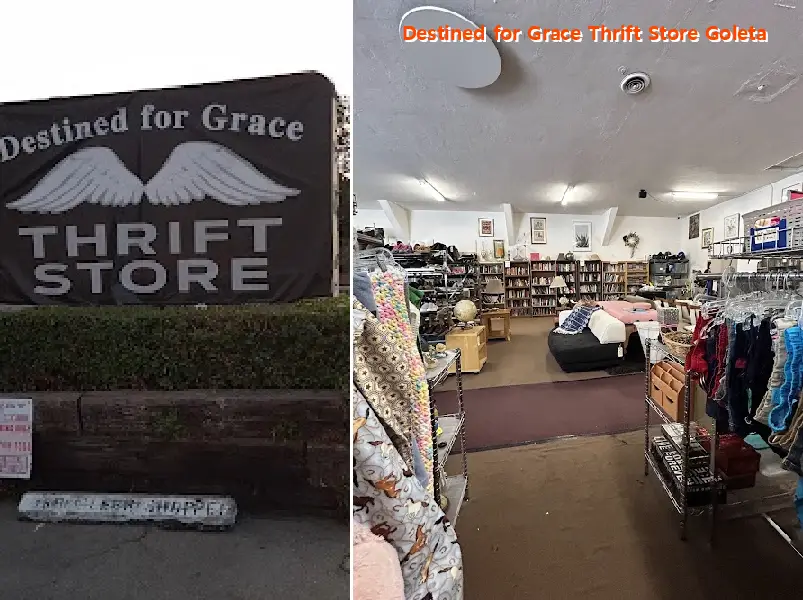 Destined for Grace
THRIFT
STORE
Destined for Grace Thrift Store Goleta